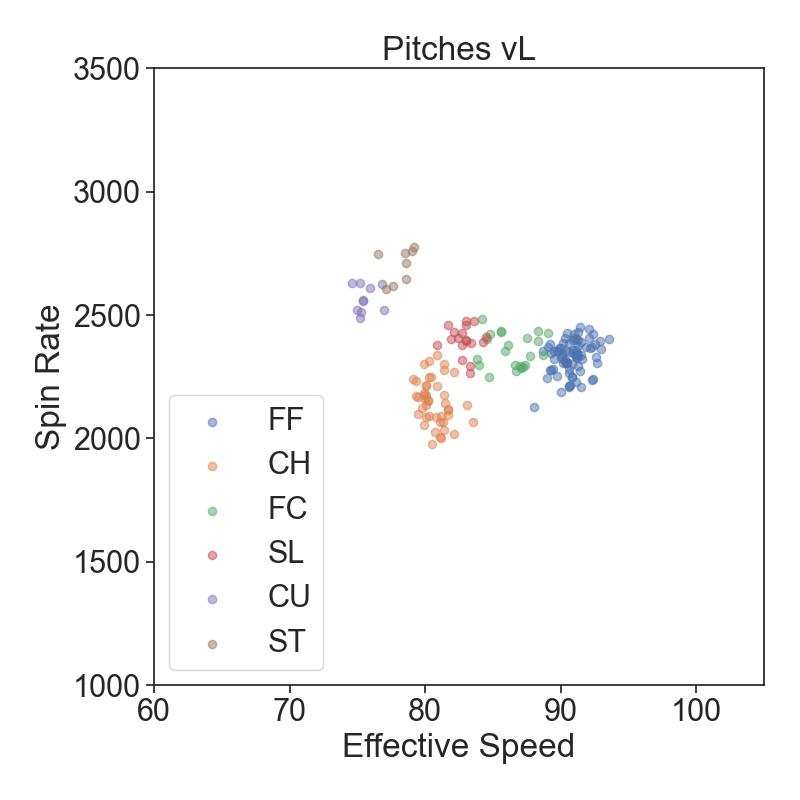 Pitches vL
3500
3000
2500
2000
1500
1000
Spin Rate
FF
CH
FC
SL
CU
ST
60 70 80 90 100
Effective Speed